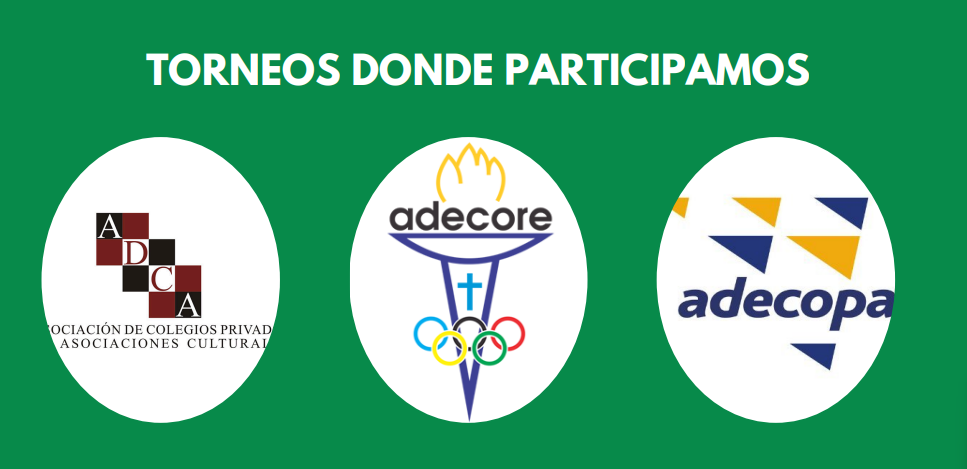 TORNEOS DONDE PARTICIPAMOS
A
D
C
A
OCIACIÓN DE COLEGIOS PRIVAD
ASOCIACIONES CULTURAL
adecore
adecopa